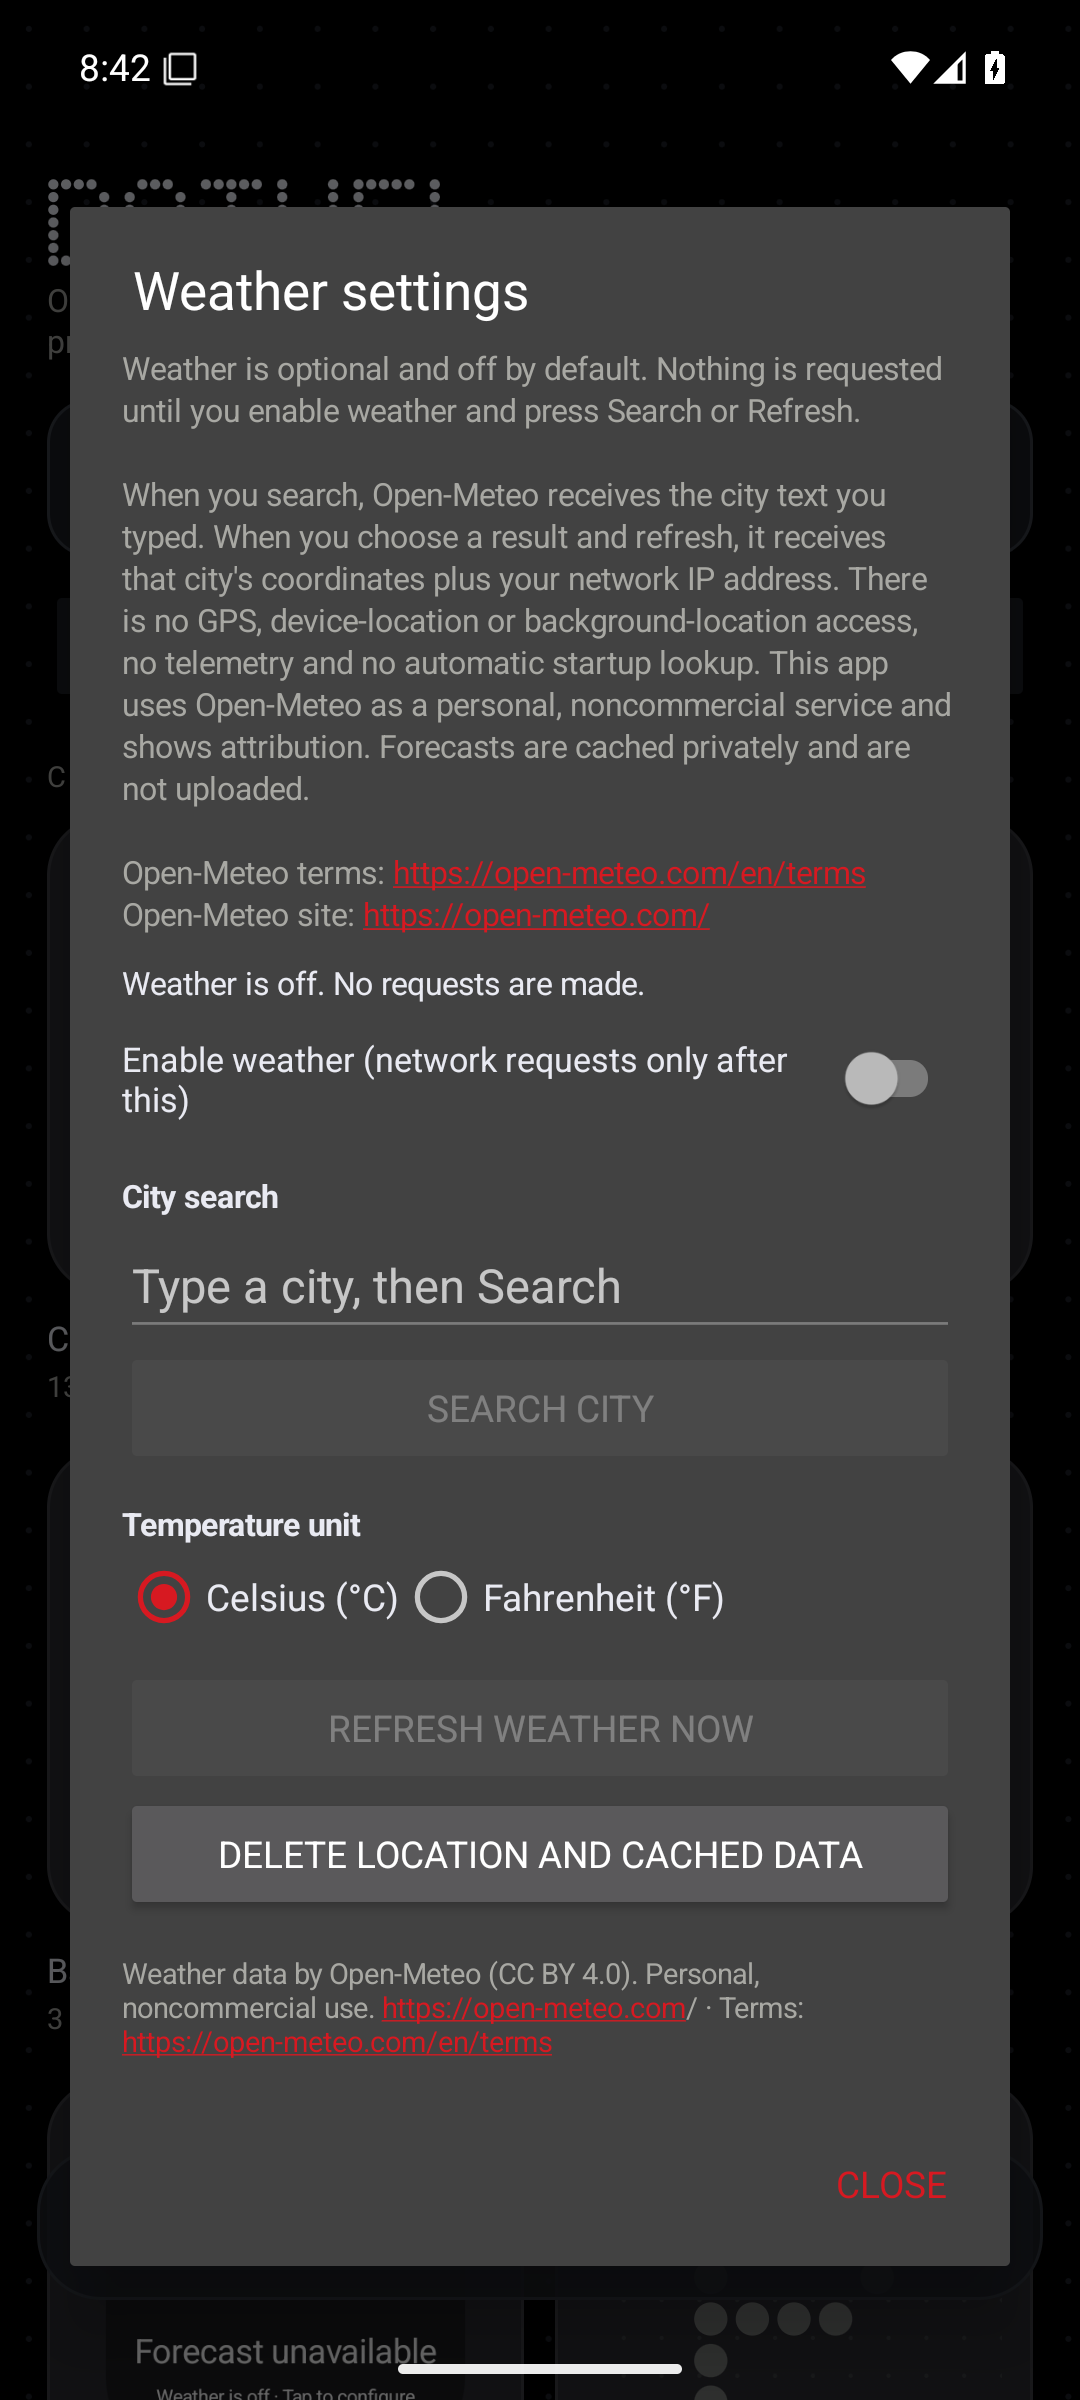 8:42
Weather settings
Weather is optional and off by default. Nothing is requested
until you enable weather and press Search or Refresh.
When you search, Open-Meteo receives the city text you
typed. When you choose a result and refresh, it receives
that city's coordinates plus your network IP address. There
is no GPS, device-location or background-location access,
no telemetry and no automatic startup lookup. This app
uses Open-Meteo as a personal, noncommercial service and
shows attribution. Forecasts are cached privately and are
not uploaded.
Open-Meteo terms: https://open-meteo.com/en/terms
Open-Meteo site: https://open-meteo.com/
Weather is off. No requests are made.
Enable weather (network requests only after
this)
City search
Type a city, then Search
SEARCH CITY
Temperature unit
Celsius (°C) Fahrenheit (°F)
REFRESH WEATHER NOW
DELETE LOCATION AND CACHED DATA
Weather data by Open-Meteo (CC BY 4.0). Personal,
noncommercial use. https://open-meteo.com/ · Terms:
https://open-meteo.com/en/terms
CLOSE
Forecast unavailable
Weather is off · Tap to configure